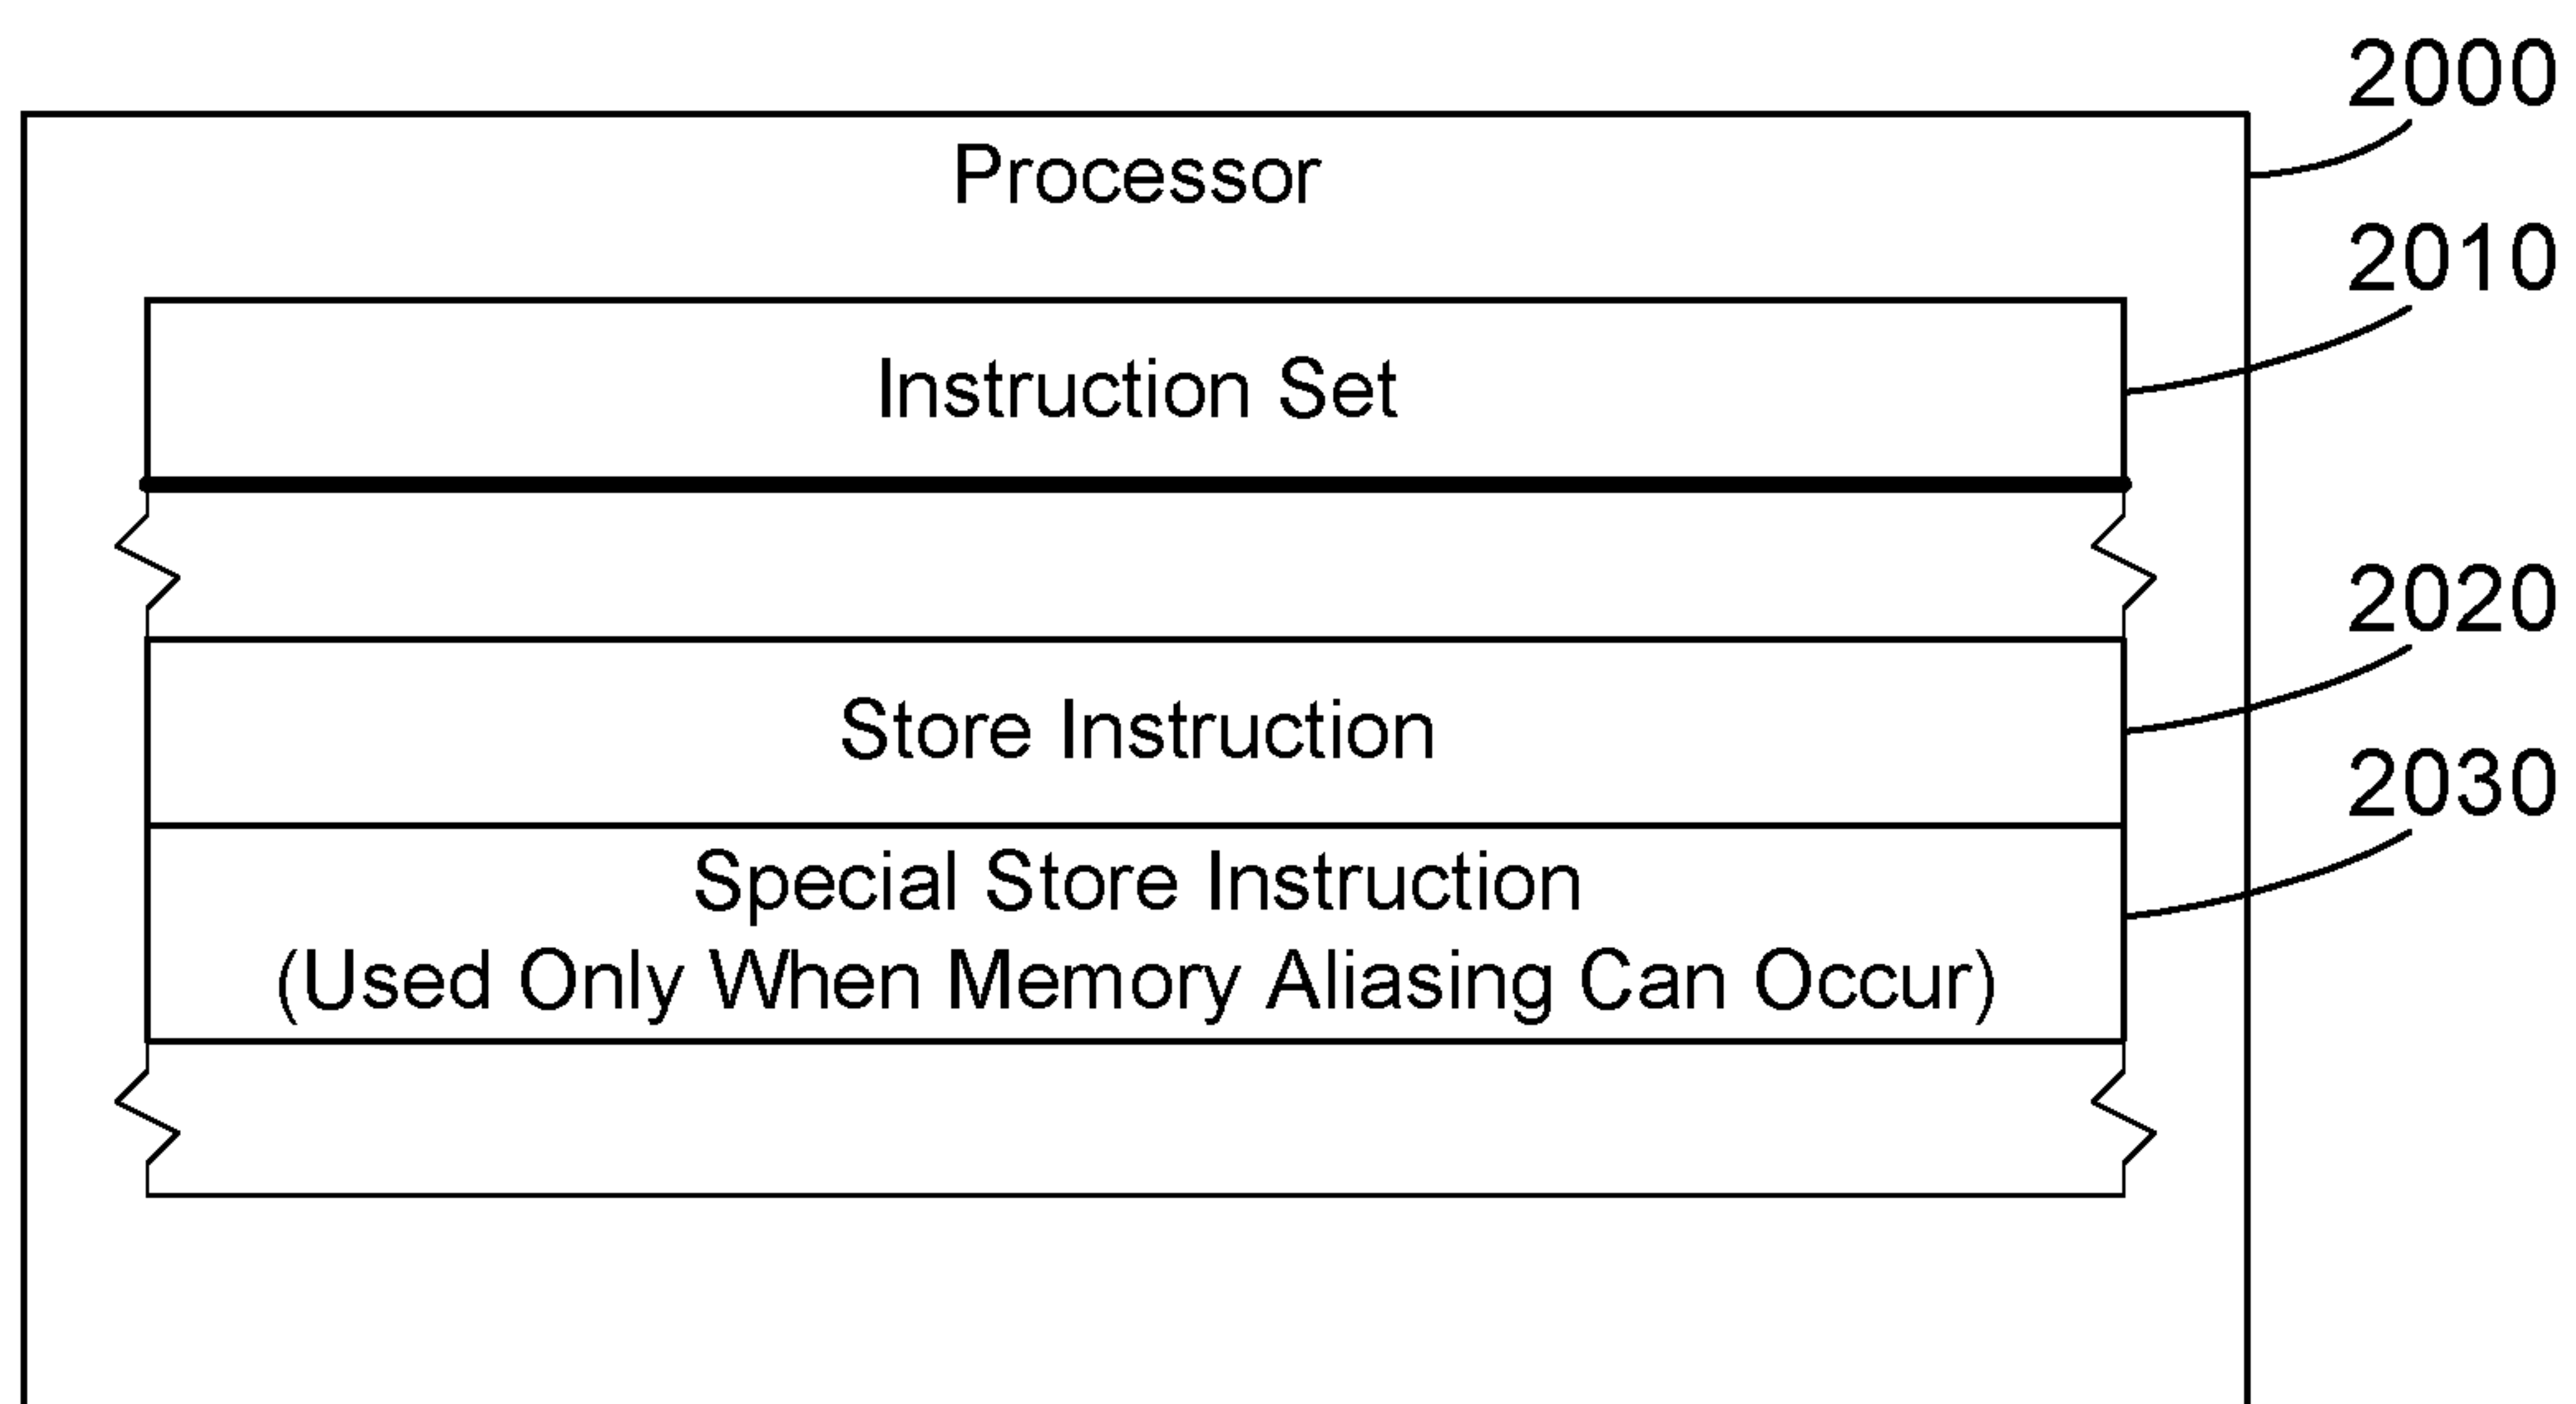 2000
Processor
2010
Instruction Set
2020
Store Instruction
2030
Special Store Instruction
(Used Only When Memory Aliasing Can Occur)